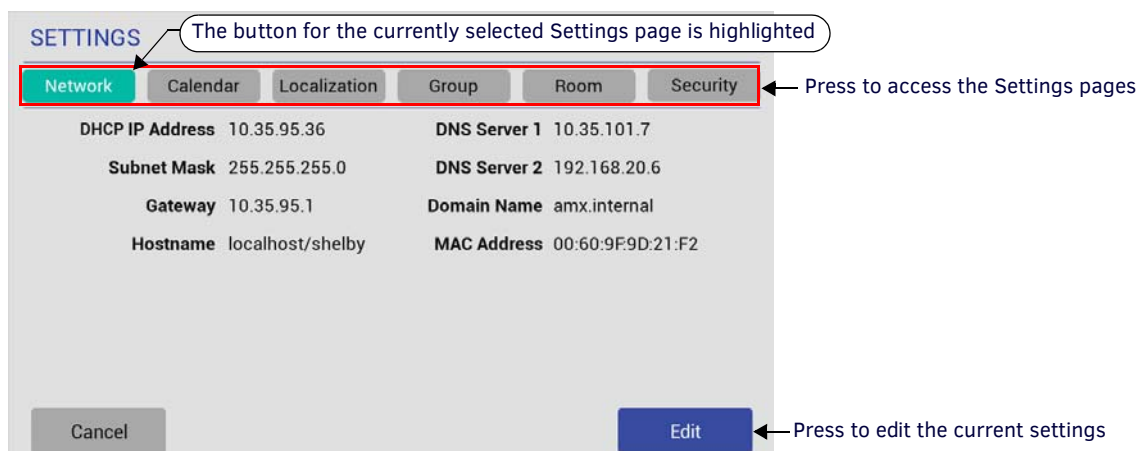 SETTINGS
The button for the currently selected Settings page is highlighted
Network Calendar Localization Group Room Security
Press to access the Settings pages
DHCP IP Address 10.35.95.36 DNS Server 1 10.35.101.7
Subnet Mask 255.255.255.0 DNS Server 2 192.168.20.6
Gateway 10.35.95.1 Domain Name amx.internal
Hostname localhost/shelby MAC Address 00:60:9F:9D:21:F2
Cancel Edit
Press to edit the current settings